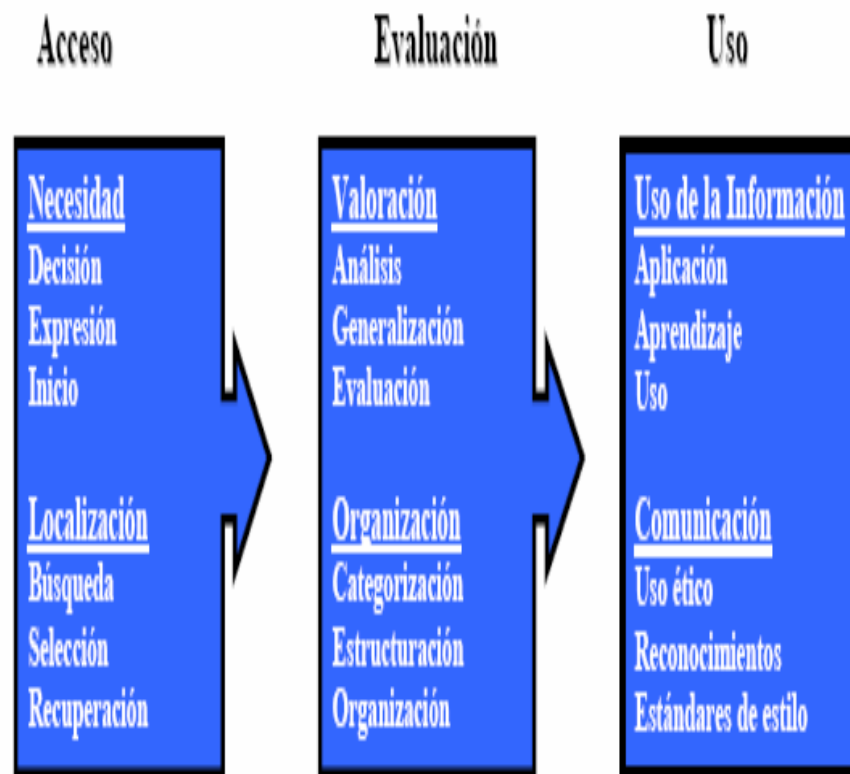 Acceso
Evaluación
Uso
Necesidad
Decisión
Expresión
Inicio
Localización
Búsqueda
Selección
Recuperación
Valoración
Análisis
Generalización
Evaluación
Organización
Categorización
Estructuración
Organización
Uso de la Información
Aplicación
Aprendizaje
Uso
Comunicación
Uso ético
Reconocimientos
Estándares de estilo